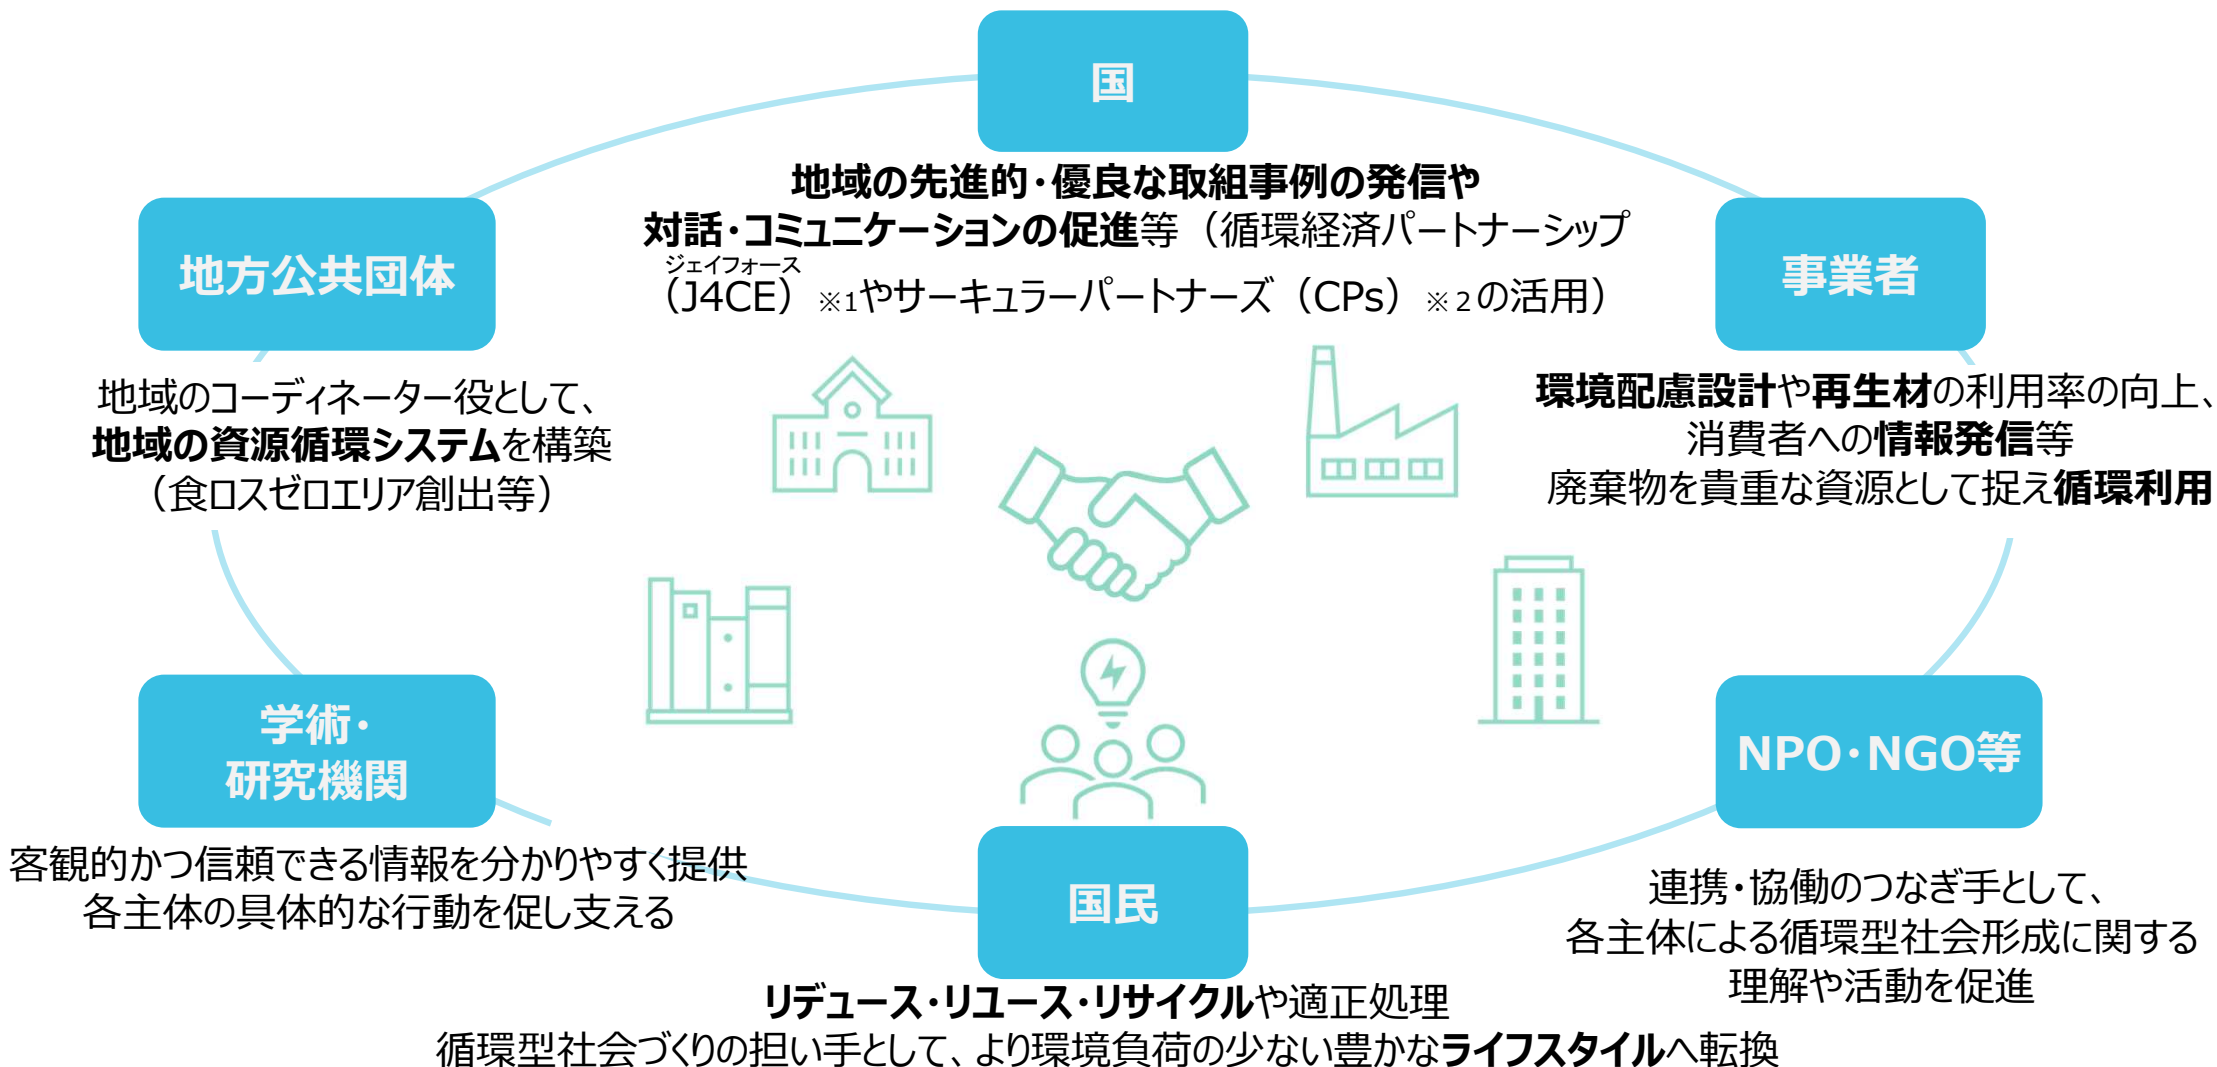 国
地域の先進的・優良な取組事例の発信や
対話・コミュニケーションの促進等（循環経済パートナーシップ
ジェイフォース
（J4CE）※1やサーキュラーパートナーズ（CPs）※２の活用）
地方公共団体
地域のコーディネーター役として、
地域の資源循環システムを構築
（食ロスゼロエリア創出等）
事業者
環境配慮設計や再生材の利用率の向上、
消費者への情報発信等
廃棄物を貴重な資源として捉え循環利用
学術・
研究機関
客観的かつ信頼できる情報を分かりやすく提供
各主体の具体的な行動を促し支える
NPO・NGO等
連携・協働のつなぎ手として、
各主体による循環型社会形成に関する
理解や活動を促進
国民
リデュース・リユース・リサイクルや適正処理
循環型社会づくりの担い手として、より環境負荷の少ない豊かなライフスタイルへ転換